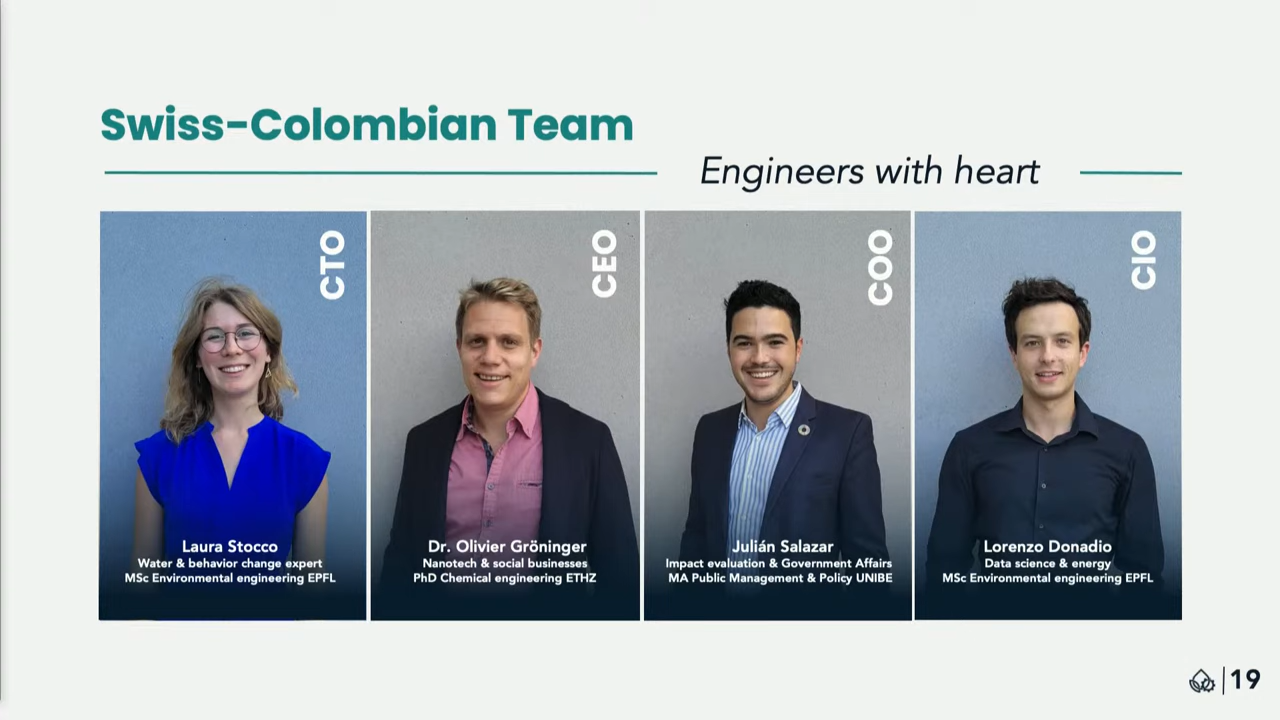 Swiss-Colombian Team
Engineers with heart
CTO
Laura Stocco
Water & behavior change expert
MSc Environmental engineering EPFL
CEO
Dr. Olivier Gröninger
Nanotech & social businesses
PhD Chemical engineering ETHZ
COO
Julián Salazar
Impact evaluation & Government Affairs
MA Public Management & Policy UNIBE
CIO
Lorenzo Donadio
Data science & energy
MSc Environmental engineering EPFL
19